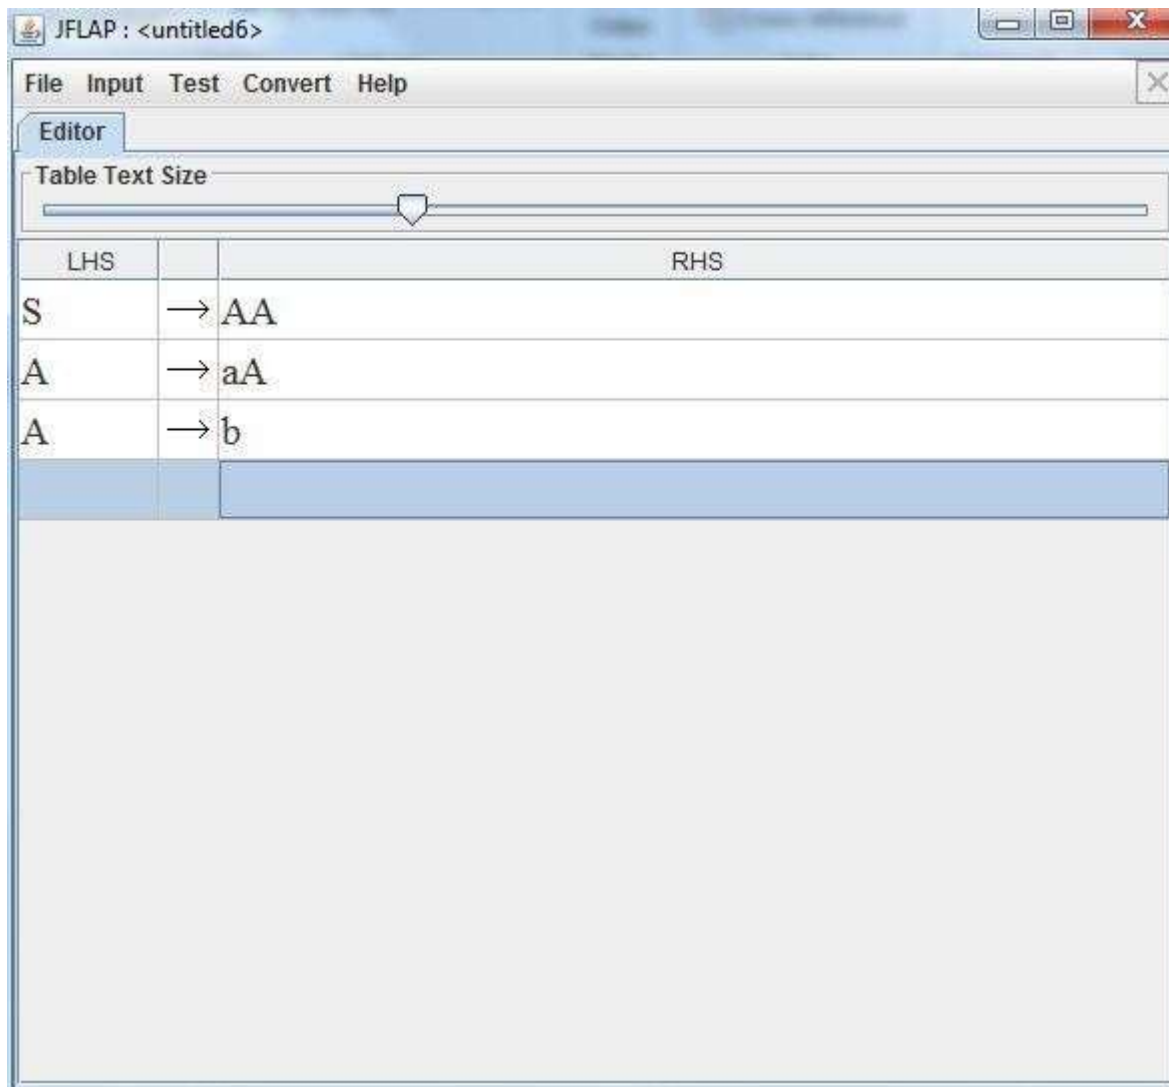 JFLAP : <untitled6>
File Input Test Convert Help
Editor
Table Text Size
LHS RHS
S → AA
A → aA
A → b